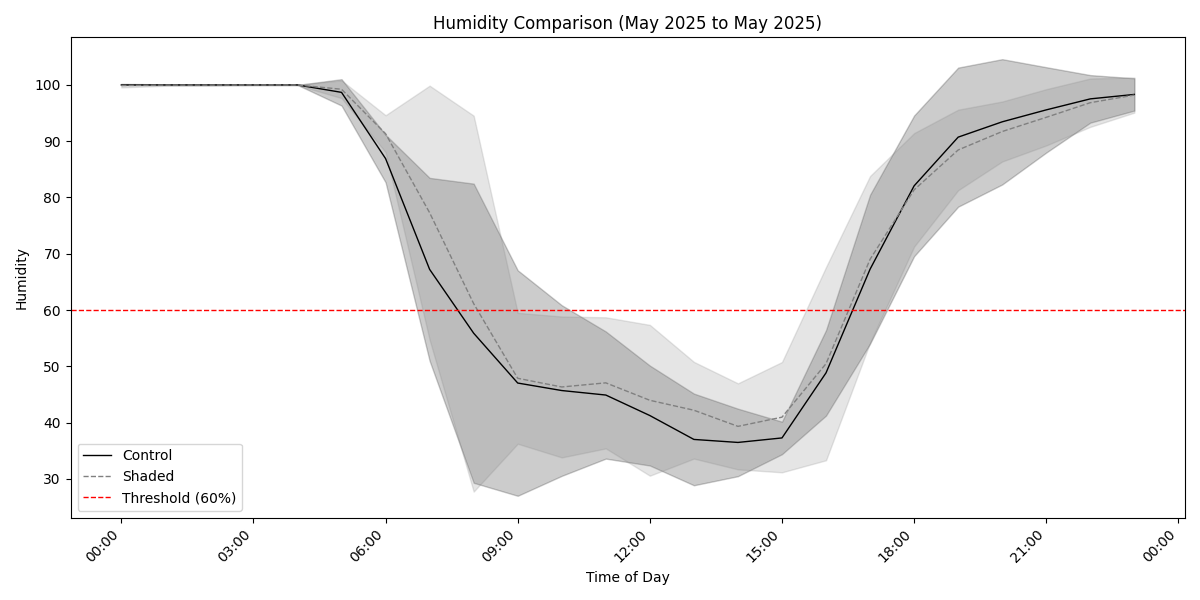 Humidity Comparison (May 2025 to May 2025)
Humidity
100
90
80
70
60
50
40
30
Control
Shaded
Threshold (60%)
00:00
03:00
06:00
09:00
12:00
15:00
18:00
21:00
00:00
Time of Day